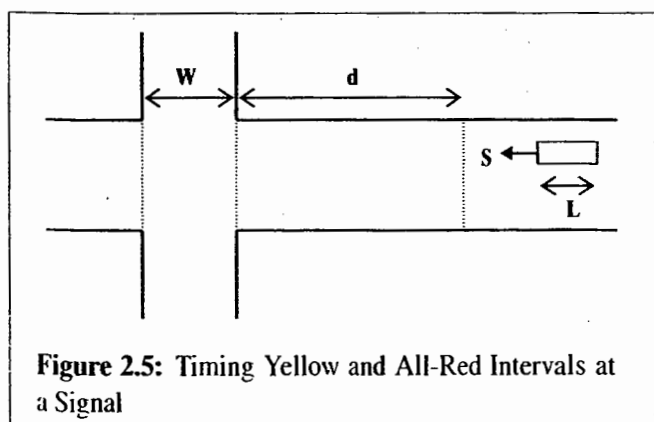 W
d
S
L
Figure 2.5: Timing Yellow and All-Red Intervals at
a Signal